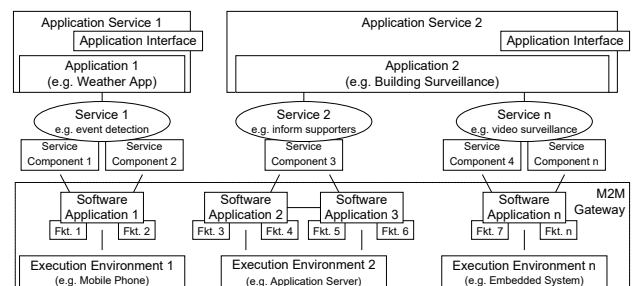 Application Service 1
Application Interface
Application 1
(e.g. Weather App)
Application Service 2
Application Interface
Application 2
(e.g. Building Surveillance)
Service 1
e.g. event detection
Service 2
e.g. inform supporters
Service n
e.g. video surveillance
Service
Component 1
Service
Component 2
Service
Component 3
Service
Component 4
Service
Component n
M2M
Gateway
Software
Application 1
Fkt. 1
Fkt. 2
Software
Application 2
Fkt. 3
Fkt. 4
Software
Application 3
Fkt. 5
Fkt. 6
Software
Application n
Fkt. 7
Fkt. n
Execution Environment 1
(e.g. Mobile Phone)
Execution Environment 2
(e.g. Application Server)
Execution Environment n
(e.g. Embedded System)